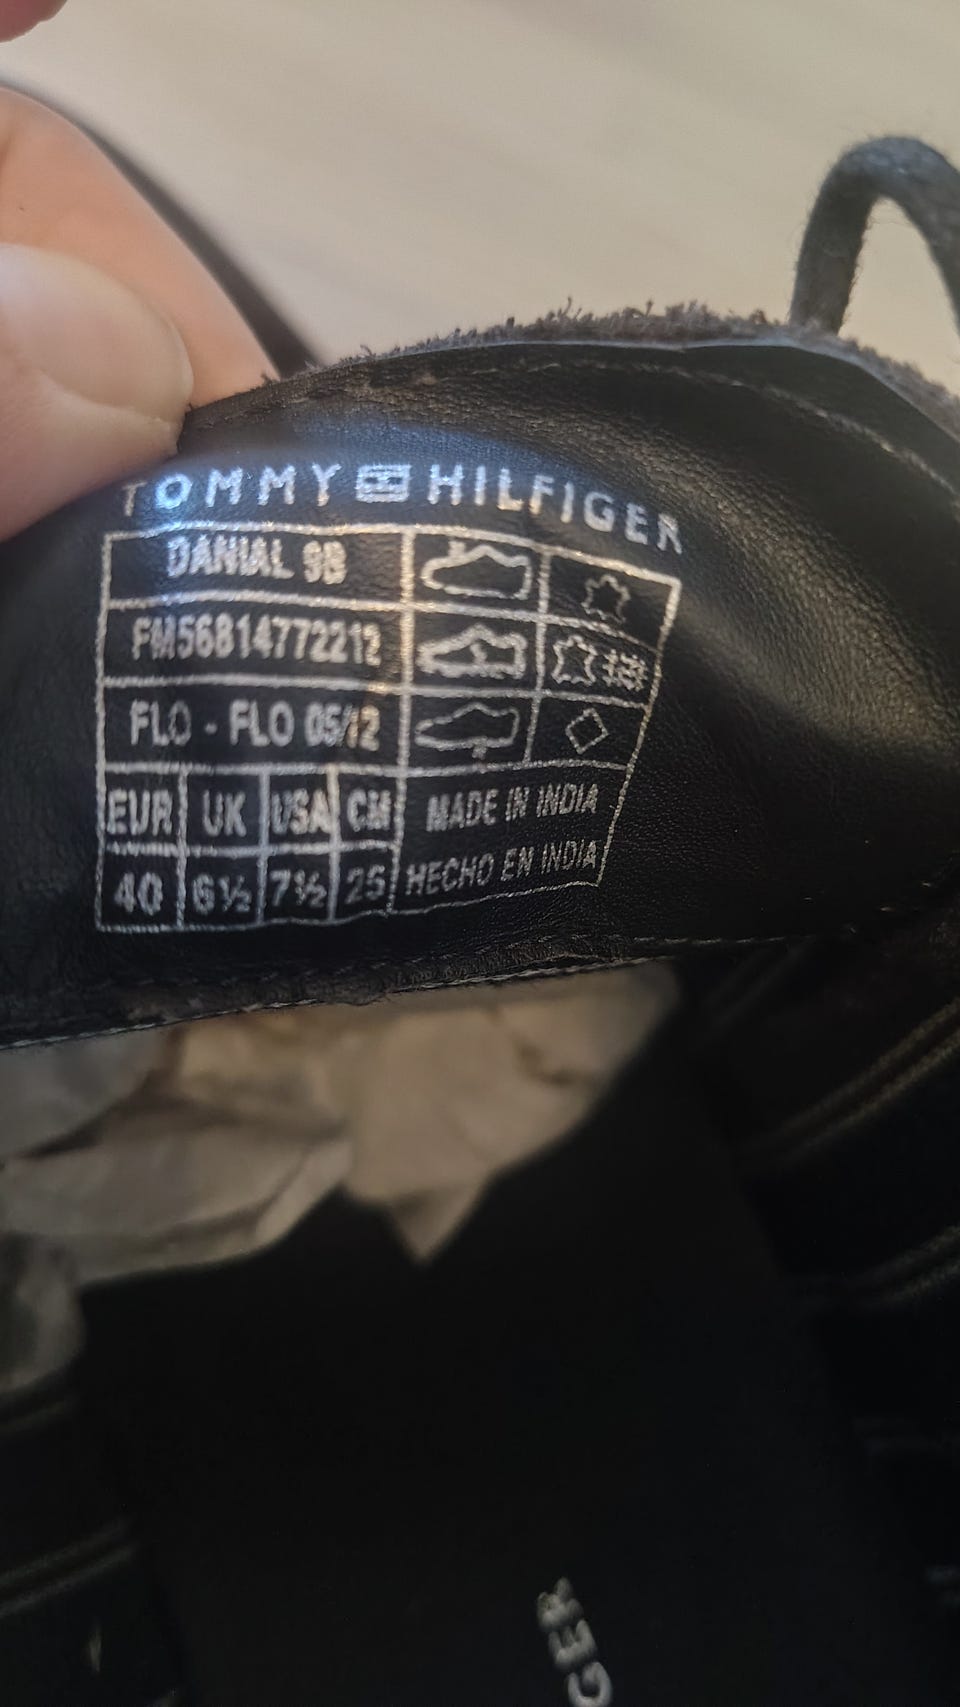 TOMMY HILFIGER
DANIAL 9B
FM56814772212
FLO - FLO 05/12
EUR UK USA CM MADE IN INDIA
40 6½ 7½ 25 HECHO EN INDIA
GER